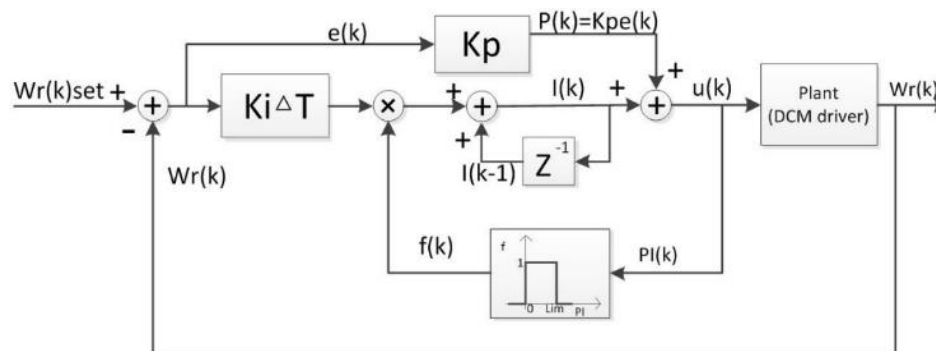 P(k)=Kpe(k)
e(k)
Kp
+
Wr(k)set
+
+
−
Ki△T
×
+
+
+
I(k)
+
+
u(k)
Plant
(DCM driver)
Wr(k)
I(k-1)
Z
-1
Wr(k)
f(k)
f
1
0
Lim
PI
PI(k)